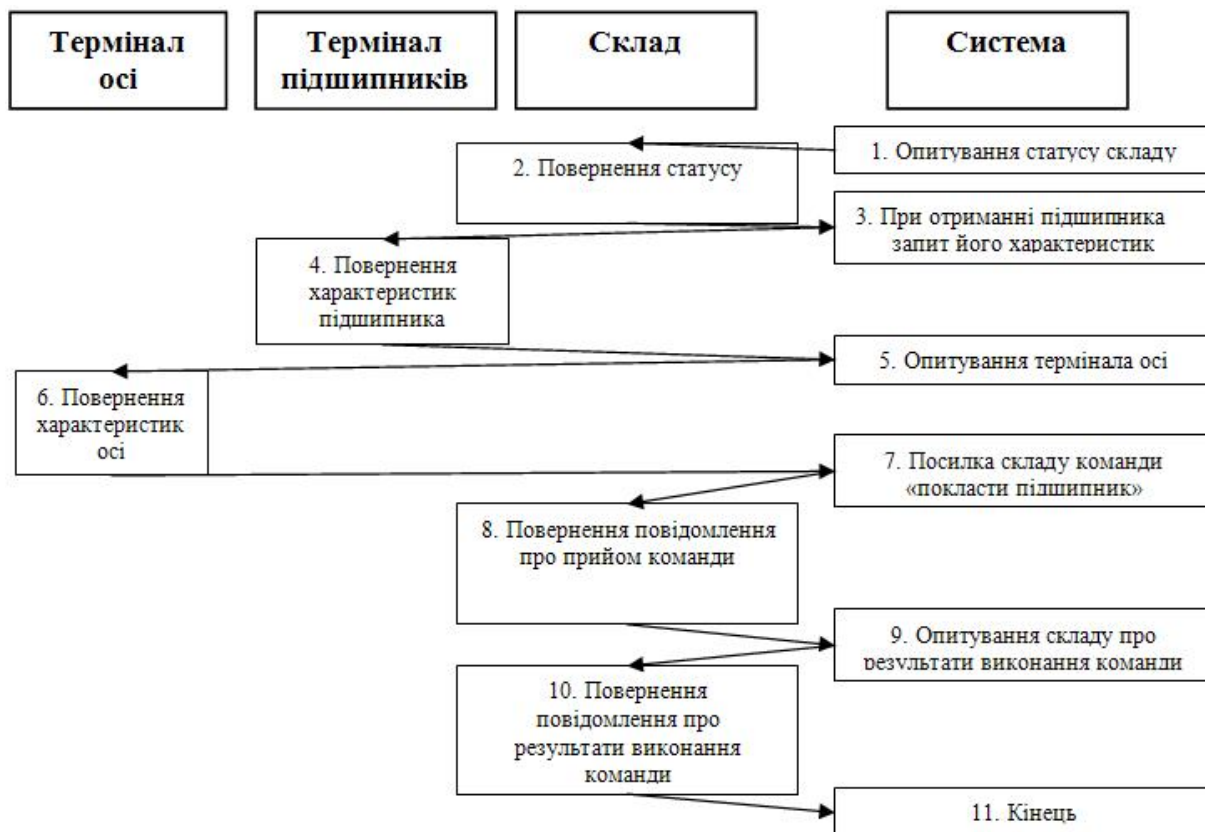 Термінал
осі
Термінал
підшипників
Склад
Система
1. Опитування статусу складу
2. Повернення статусу
3. При отриманні підшипника
запит його характеристик
4. Повернення
характеристик
підшипника
5. Опитування термінала осі
6. Повернення
характеристик
осі
7. Посилка складу команди
«покласти підшипник»
8. Повернення повідомлення
про прийом команди
9. Опитування складу про
результати виконання команди
10. Повернення
повідомлення про
результати виконання
команди
11. Кінець